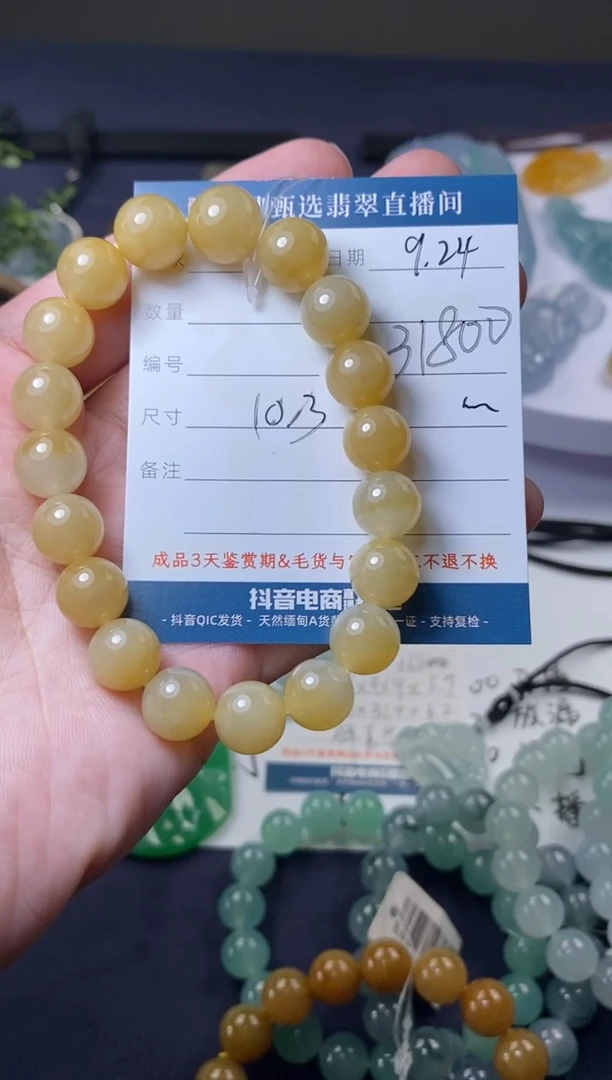 甄选翡翠直播间
日期 9.24
数量
编号 31800
尺寸 10.3
备注
成品3天鉴赏期&毛货与 不退不换
抖音电商
- 抖音QIC发货 - 天然缅甸A货 一证 - 支持复检 -